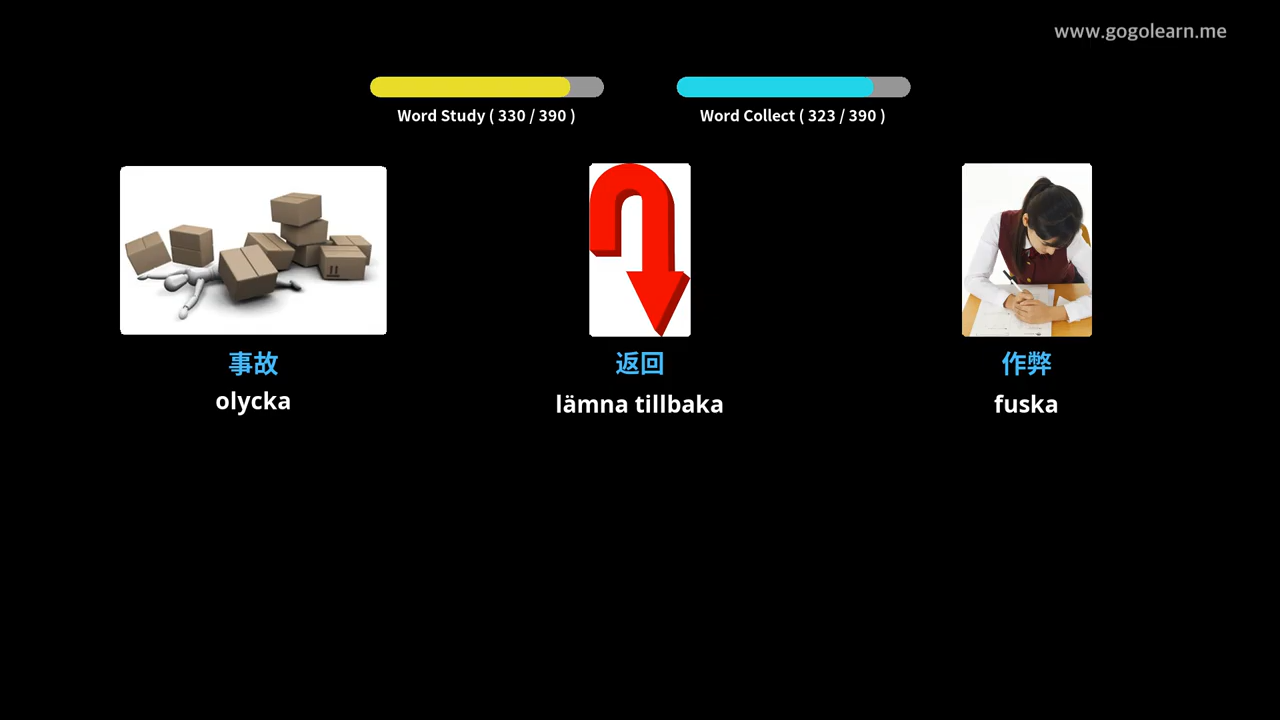 www.gogolearn.me
Word Study ( 330 / 390 )
Word Collect ( 323 / 390 )
事故
olycka
返回
lämna tillbaka
作弊
fuska